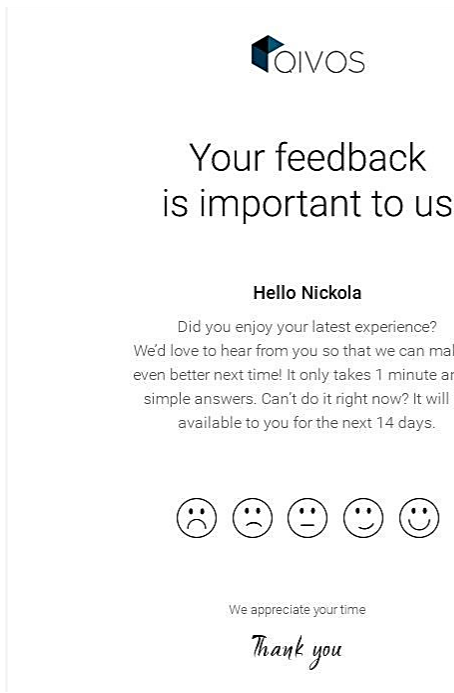 QIVOS
Your feedback
is important to us
Hello Nickola
Did you enjoy your latest experience?
We'd love to hear from you so that we can
even better next time! It only takes 1 minute
simple answers. Can't do it right now? It will
available to you for the next 14 days.
We appreciate your time
Thank you